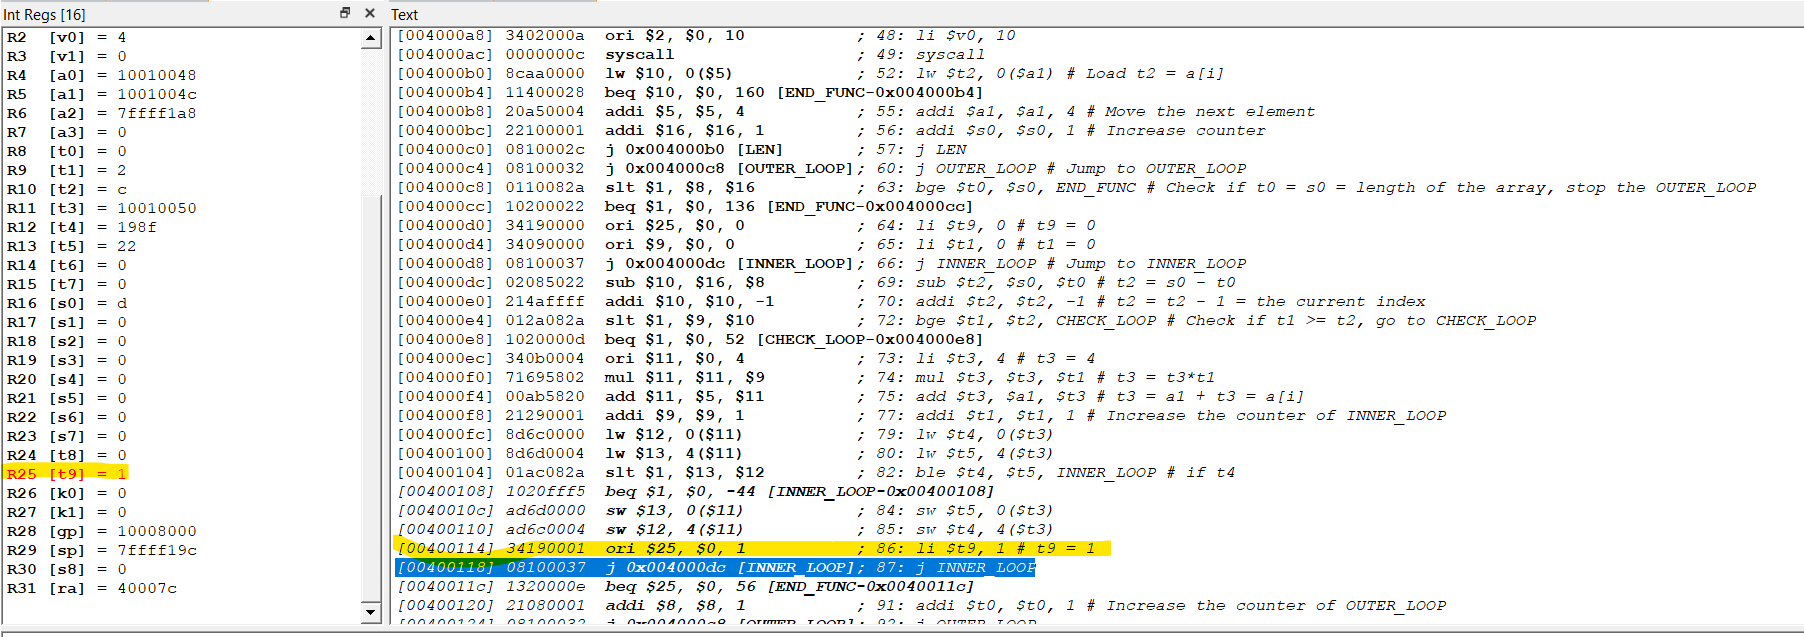 Int Regs [16]
R2 [v0] = 4
R3 [v1] = 0
R4 [a0] = 10010048
R5 [a1] = 1001004c
R6 [a2] = 7ffff1a8
R7 [a3] = 0
R8 [t0] = 0
R9 [t1] = 2
R10 [t2] = c
R11 [t3] = 10010050
R12 [t4] = 198f
R13 [t5] = 22
R14 [t6] = 0
R15 [t7] = 0
R16 [s0] = d
R17 [s1] = 0
R18 [s2] = 0
R19 [s3] = 0
R20 [s4] = 0
R21 [s5] = 0
R22 [s6] = 0
R23 [s7] = 0
R24 [t8] = 0
R25 [t9] = 1
R26 [k0] = 0
R27 [k1] = 0
R28 [gp] = 10008000
R29 [sp] = 7ffff19c
R30 [s8] = 0
R31 [ra] = 40007c
Text
[004000a8] 3402000a ori $2, $0, 10 ; 48: li $v0, 10
[004000ac] 0000000c syscall ; 49: syscall
[004000b0] 8caa0000 lw $10, 0($5) ; 52: lw $t2, 0($a1) # Load t2 = a[i]
[004000b4] 11400028 beq $10, $0, 160 [END_FUNC-0x004000b4]
[004000b8] 20a50004 addi $5, $5, 4 ; 55: addi $a1, $a1, 4 # Move the next element
[004000bc] 22100001 addi $16, $16, 1 ; 56: addi $s0, $s0, 1 # Increase counter
[004000c0] 0810002c j 0x004000b0 [LEN] ; 57: j LEN
[004000c4] 08100032 j 0x004000c8 [OUTER_LOOP]; 60: j OUTER_LOOP # Jump to OUTER_LOOP
[004000c8] 0110082a slt $1, $8, $16 ; 63: bge $t0, $s0, END_FUNC # Check if t0 = s0 = length of the array, stop the OUTER_LOOP
[004000cc] 10200022 beq $1, $0, 136 [END_FUNC-0x004000cc]
[004000d0] 34190000 ori $25, $0, 0 ; 64: li $t9, 0 # t9 = 0
[004000d4] 34090000 ori $9, $0, 0 ; 65: li $t1, 0 # t1 = 0
[004000d8] 08100037 j 0x004000dc [INNER_LOOP]; 66: j INNER_LOOP # Jump to INNER_LOOP
[004000dc] 02085022 sub $10, $16, $8 ; 69: sub $t2, $s0, $t0 # t2 = s0 - t0
[004000e0] 214affff addi $10, $10, -1 ; 70: addi $t2, $t2, -1 # t2 = t2 - 1 = the current index
[004000e4] 012a082a slt $1, $9, $10 ; 72: bge $t1, $t2, CHECK_LOOP # Check if t1 >= t2, go to CHECK_LOOP
[004000e8] 1020000d beq $1, $0, 52 [CHECK_LOOP-0x004000e8]
[004000ec] 340b0004 ori $11, $0, 4 ; 73: li $t3, 4 # t3 = 4
[004000f0] 71695802 mul $11, $11, $9 ; 74: mul $t3, $t3, $t1 # t3 = t3*t1
[004000f4] 00ab5820 add $11, $5, $11 ; 75: add $t3, $a1, $t3 # t3 = a1 + t3 = a[i]
[004000f8] 21290001 addi $9, $9, 1 ; 77: addi $t1, $t1, 1 # Increase the counter of INNER_LOOP
[004000fc] 8d6c0000 lw $12, 0($11) ; 79: lw $t4, 0($t3)
[00400100] 8d6d0004 lw $13, 4($11) ; 80: lw $t5, 4($t3)
[00400104] 01ac082a slt $1, $13, $12 ; 82: ble $t4, $t5, INNER_LOOP # if t4
[00400108] 1020fff5 beq $1, $0, -44 [INNER_LOOP-0x00400108]
[0040010c] ad6d0000 sw $13, 0($11) ; 84: sw $t5, 0($t3)
[00400110] ad6c0004 sw $12, 4($11) ; 85: sw $t4, 4($t3)
[00400114] 34190001 ori $25, $0, 1 ; 86: li $t9, 1 # t9 = 1
[00400118] 08100037 j 0x004000dc [INNER_LOOP]; 87: j INNER_LOOP
[0040011c] 1320000e beq $25, $0, 56 [END_FUNC-0x0040011c]
[00400120] 21080001 addi $8, $8, 1 ; 91: addi $t0, $t0, 1 # Increase the counter of OUTER_LOOP
[00400124] 08100032 j 0x004000c8 [OUTER_LOOP]; 92: j OUTER_LOOP